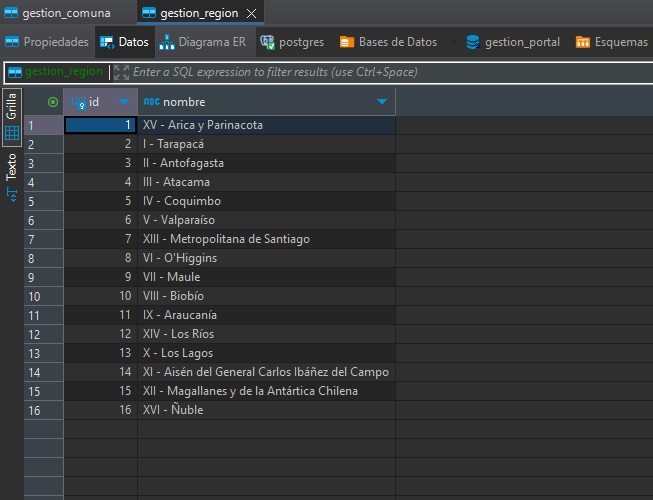 gestion_comuna gestion_region
Propiedades Datos Diagrama ER postgres Bases de Datos gestion_portal Esquemas
gestion_region Enter a SQL expression to filter results (use Ctrl+Space)
Grilla
Texto
id nombre
1 1 XV - Arica y Parinacota
2 2 I - Tarapacá
3 3 II - Antofagasta
4 4 III - Atacama
5 5 IV - Coquimbo
6 6 V - Valparaíso
7 7 XIII - Metropolitana de Santiago
8 8 VI - O'Higgins
9 9 VII - Maule
10 10 VIII - Biobío
11 11 IX - Araucanía
12 12 XIV - Los Ríos
13 13 X - Los Lagos
14 14 XI - Aisén del General Carlos Ibáñez del Campo
15 15 XII - Magallanes y de la Antártica Chilena
16 16 XVI - Ñuble